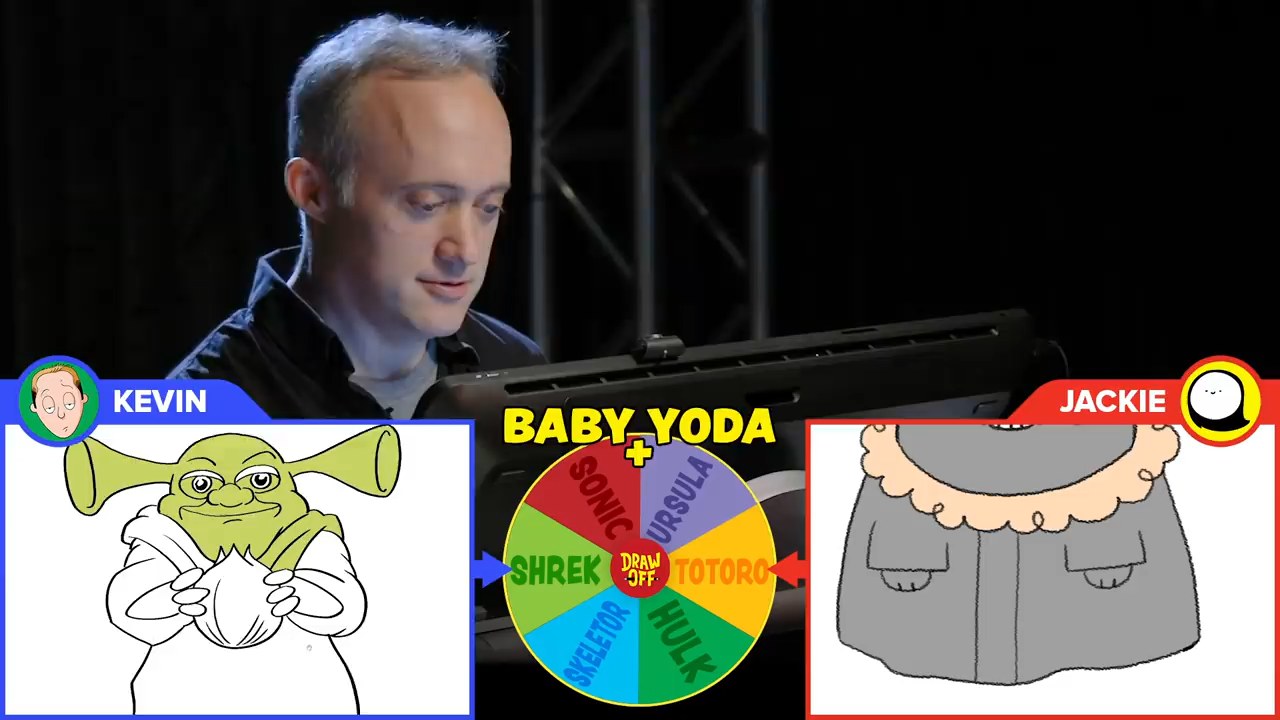 KEVIN
JACKIE
BABY YODA
+
SONIC
URSULA
SHREK
DRAW
OFF
TOTORO
SKELETOR
HULK